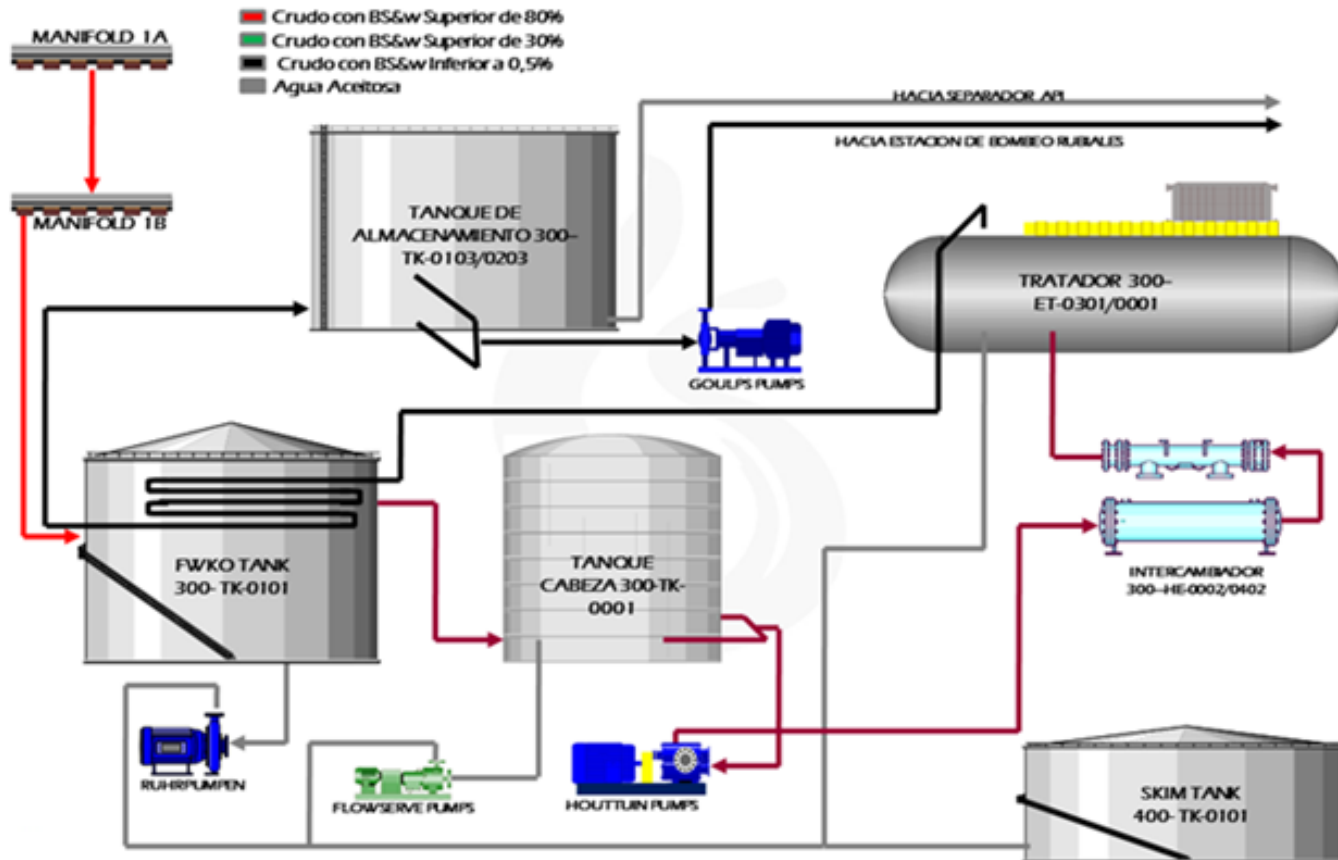 Crudo con BS&w Superior de 80%
Crudo con BS&w Superior de 30%
Crudo con BS&w Inferior a 0,5%
Agua Aceitosa
MANIFOLD 1A
MANIFOLD 1B
HACIA SEPARADOR API
HACIA ESTACION DE BOMBEO RUBIALES
TANQUE DE
ALMACENAMIENTO 300-
TK-0103/0203
GOULPS PUMPS
TRATADOR 300-
ET-0301/0001
FWKO TANK
300- TK-0101
TANQUE
CABEZA 300-TK-
0001
INTERCAMBIADOR
300--HE-0002/0402
RUHRPUMPEN
FLOWSERVE PUMPS
HOUTTUIN PUMPS
SKIM TANK
400- TK-0101